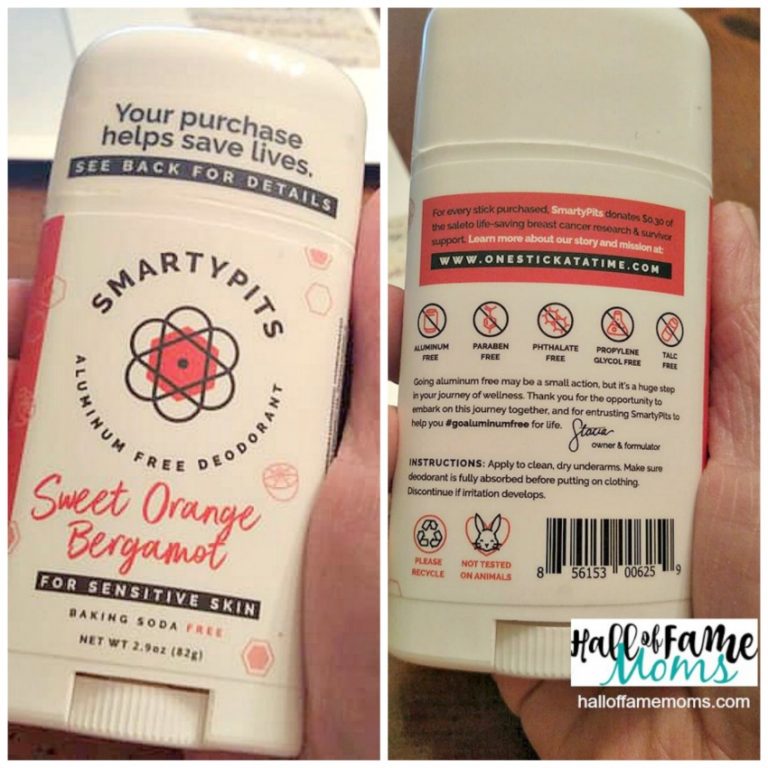 Your purchase
helps save lives.
SEE BACK FOR DETAILS
SMARTYPITS
ALUMINUM FREE DEODORANT
Sweet Orange
Bergamot
FOR SENSITIVE SKIN
BAKING SODA FREE
NET WT 2.9oz (82g)
For every stick purchased, SmartyPits donates $0.30 of
the saleto life-saving breast cancer research & survivor
support. Learn more about our story and mission at:
WWW.ONESTICKATATIME.COM
ALUMINUM
FREE
PARABEN
FREE
PHTHALATE
FREE
PROPYLENE
GLYCOL FREE
TALC
FREE
Going aluminum free may be a small action, but it's a huge step
in your journey of wellness. Thank you for the opportunity to
embark on this journey together, and for entrusting SmartyPits to
help you #goaluminumfree for life.
Stacia
owner & formulator
INSTRUCTIONS: Apply to clean, dry underarms. Make sure
deodorant is fully absorbed before putting on clothing.
Discontinue if irritation develops.
PLEASE
RECYCLE
NOT TESTED
ON ANIMALS
8 56153 00625 9
Hall of Fame
Moms
halloffamemoms.com